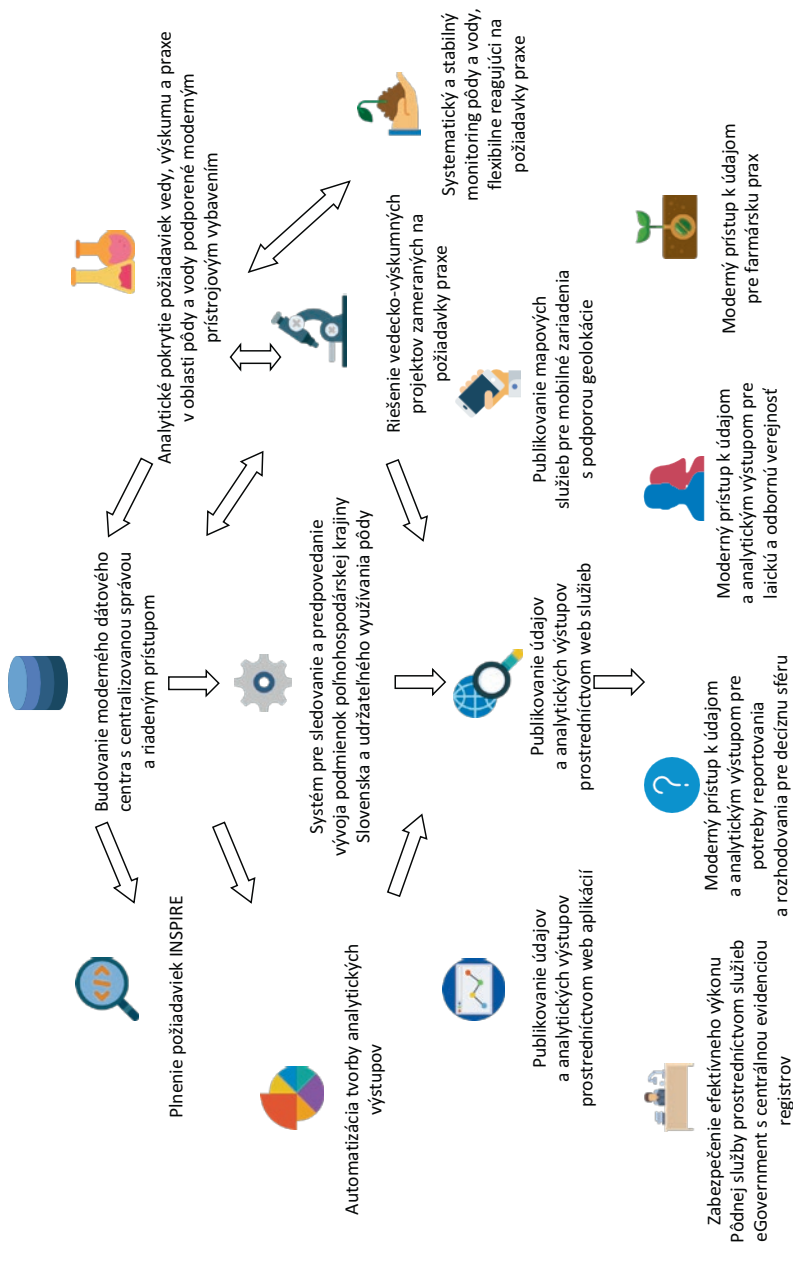 Plnenie požiadaviek INSPIRE
Budovanie moderného dátového
centra s centralizovanou správou
a riadeným prístupom
Analytické pokrytie požiadaviek vedy, výskumu a praxe
v oblasti pôdy a vody podporené moderným
prístrojovým vybavením
Automatizácia tvorby analytických
výstupov
Systém pre sledovanie a predpovedanie
vývoja podmienok poľnohospodárskej krajiny
Slovenska a udržateľného využívania pôdy
Riešenie vedecko-výskumných
projektov zameraných na
požiadavky praxe
Systematický a stabilný
monitoring pôdy a vody,
flexibilne reagujúci na
požiadavky praxe
Publikovanie údajov
a analytických výstupov
prostredníctvom web aplikácií
Publikovanie údajov
a analytických výstupov
prostredníctvom web služieb
Publikovanie mapových
služieb pre mobilné zariadenia
s podporou geolokácie
Zabezpečenie efektívneho výkonu
Pôdnej služby prostredníctvom služieb
eGovernment s centrálnou evidenciou
registrov
Moderný prístup k údajom
a analytickým výstupom pre
potreby reportovania
a rozhodovania pre decíznu sféru
Moderný prístup k údajom
a analytickým výstupom pre
laickú a odbornú verejnosť
Moderný prístup k údajom
pre farmársku prax